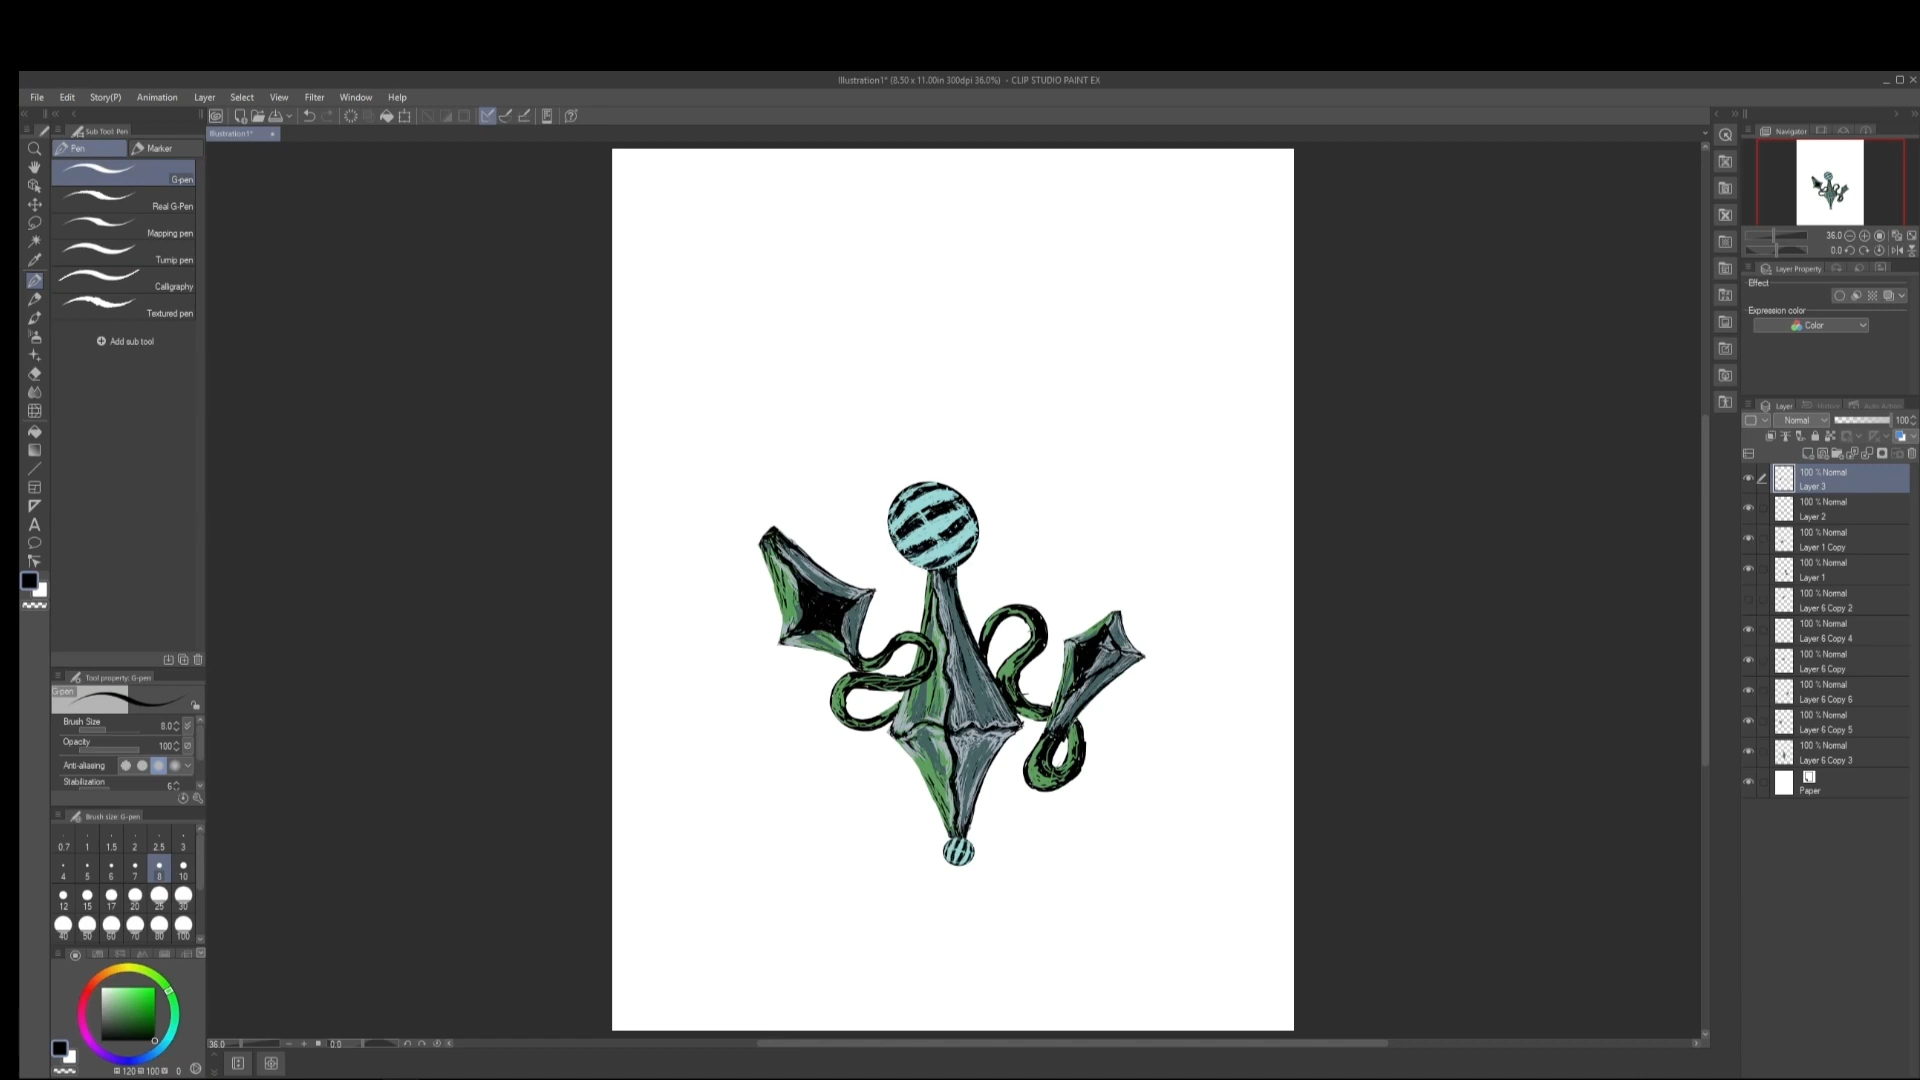 Illustration1* (8.50 x 11.00in 300dpi 36.0%) - CLIP STUDIO PAINT EX
File Edit Story(P) Animation Layer Select View Filter Window Help
Sub Tool: Pen
Illustration1*
Navigator
Pen Marker
G-pen
Real G-Pen
Mapping pen
Turnip pen
Calligraphy
Textured pen
Add sub tool
36.0
0.0
Layer Property
Effect
Expression color
Color
Layer History Auto Action
Normal 100
100 % Normal
Layer 3
100 % Normal
Layer 2
100 % Normal
Layer 1 Copy
100 % Normal
Layer 1
100 % Normal
Layer 6 Copy 2
100 % Normal
Layer 6 Copy 4
100 % Normal
Layer 6 Copy
100 % Normal
Layer 6 Copy 6
100 % Normal
Layer 6 Copy 5
100 % Normal
Layer 6 Copy 3
Paper
Tool property: G-pen
G-pen
Brush Size 8.0
Opacity 100
Anti-aliasing
Stabilization 6
Brush size: G-pen
0.7 1 1.5 2 2.5 3
4 5 6 7 8 10
12 15 17 20 25 30
40 50 60 70 80 100
36.0 0.0
120 100 0